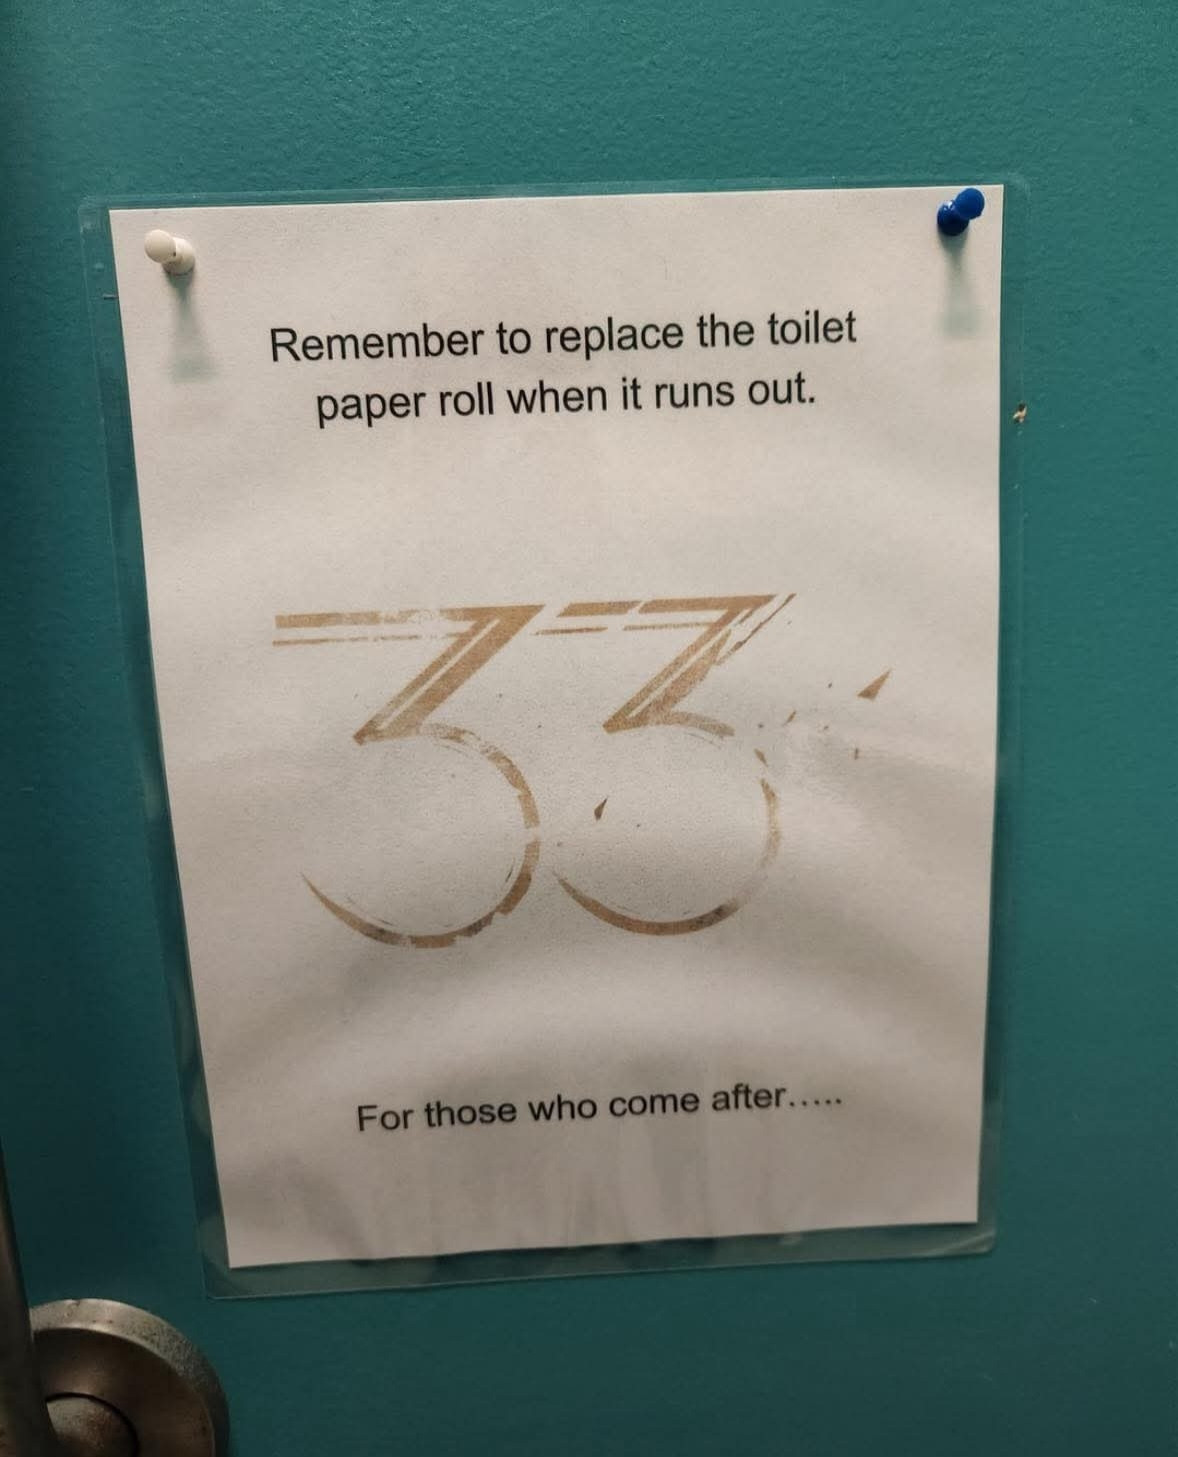 Remember to replace the toilet
paper roll when it runs out.
33
For those who come after.....